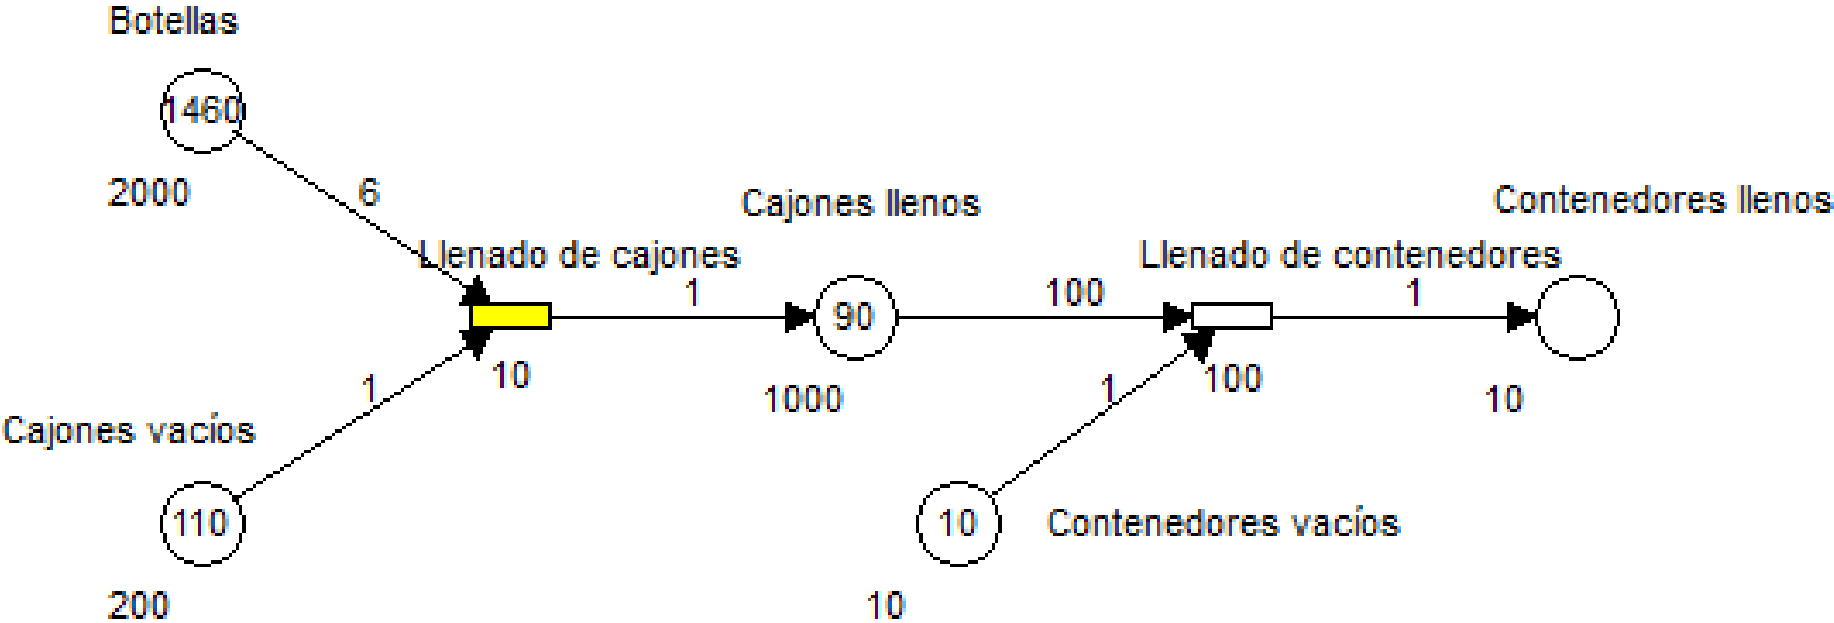 Botellas
1460
2000
6
Cajones llenos
Contenedores llenos
Llenado de cajones
Llenado de contenedores
1
100
1
90
10
100
1
1
1000
10
Cajones vacíos
110
10
Contenedores vacíos
200
10